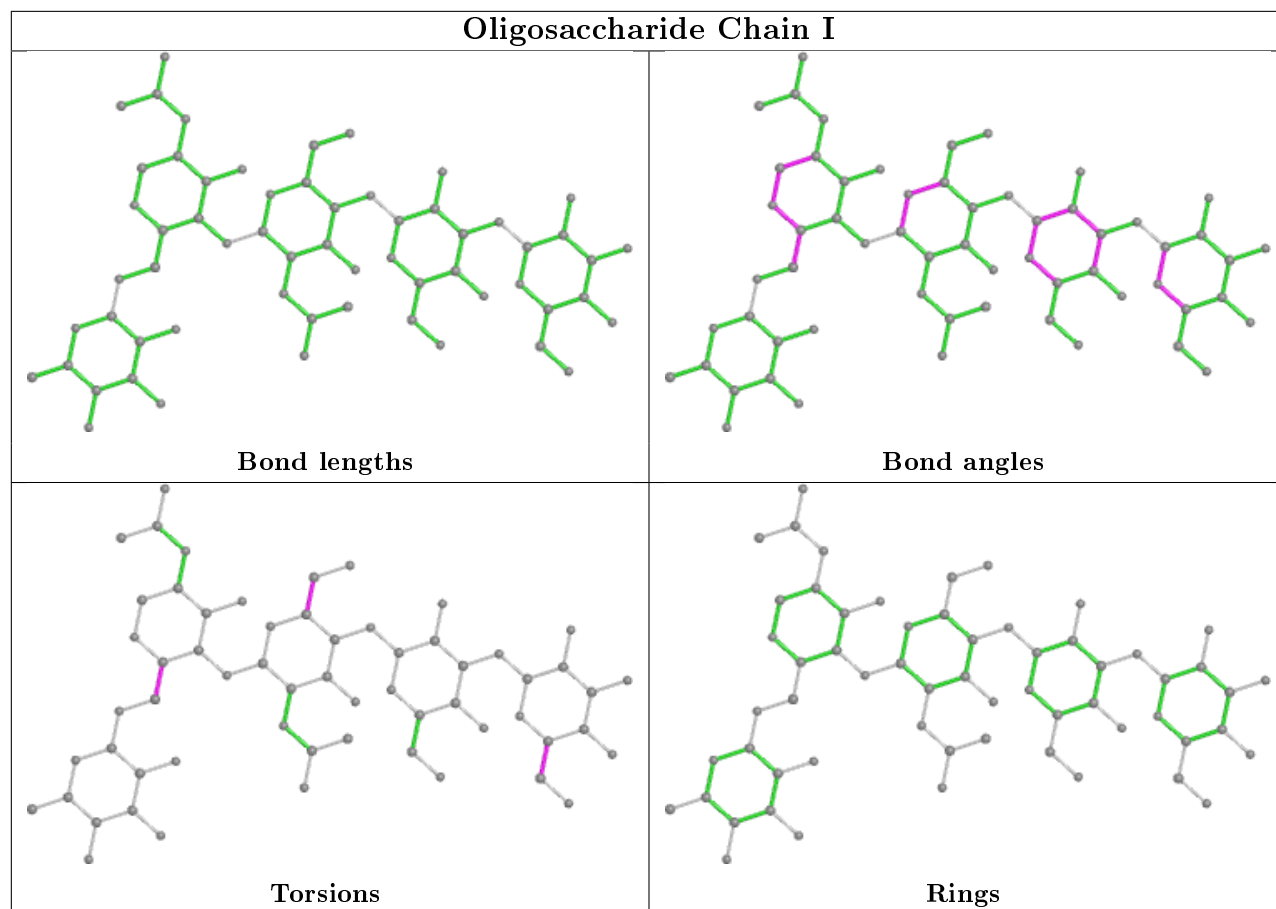 Oligosaccharide Chain I
Bond lengths
Bond angles
Torsions
Rings